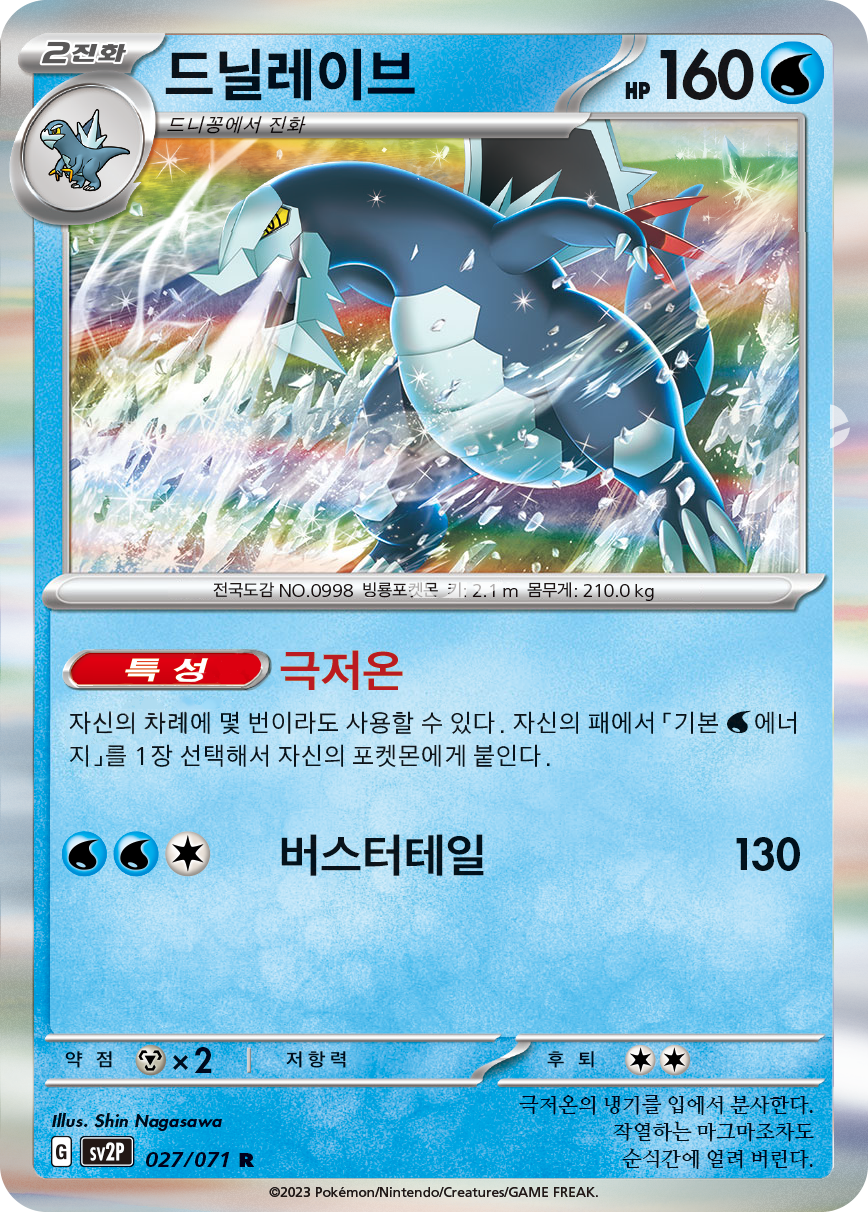 2진화
드닐레이브
HP 160
드니꽁에서 진화
전국도감 NO.0998 빙룡포켓몬 키: 2.1 m 몸무게: 210.0 kg
특성 극저온
자신의 차례에 몇 번이라도 사용할 수 있다. 자신의 패에서 「기본 에너
지」를 1장 선택해서 자신의 포켓몬에게 붙인다.
버스터테일 130
약점 ×2 저항력 후퇴
극저온의 냉기를 입에서 분사한다.
작열하는 마그마조차도
순식간에 얼려 버린다.
Illus. Shin Nagasawa
G sv2P 027/071 R
©2023 Pokémon/Nintendo/Creatures/GAME FREAK.